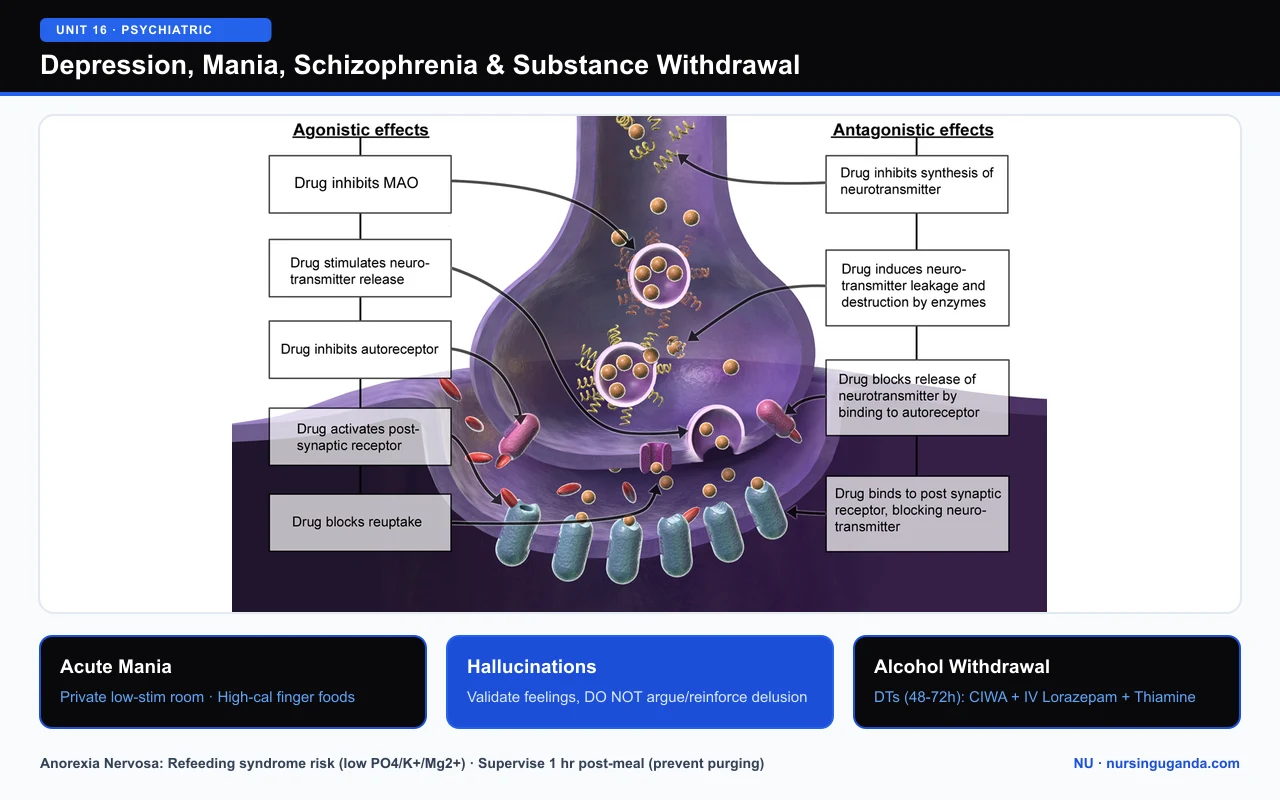 UNIT 16 · PSYCHIATRIC
Depression, Mania, Schizophrenia & Substance Withdrawal
Agonistic effects
Drug inhibits MAO
Drug stimulates neuro-
transmitter release
Drug inhibits autoreceptor
Drug activates post-
synaptic receptor
Drug blocks reuptake
Antagonistic effects
Drug inhibits synthesis of
neurotransmitter
Drug induces neuro-
transmitter leakage and
destruction by enzymes
Drug blocks release of
neurotransmitter by
binding to autoreceptor
Drug binds to post synaptic
receptor, blocking neuro-
transmitter
Acute Mania
Private low-stim room · High-cal finger foods
Hallucinations
Validate feelings, DO NOT argue/reinforce delusion
Alcohol Withdrawal
DTs (48-72h): CIWA + IV Lorazepam + Thiamine
Anorexia Nervosa: Refeeding syndrome risk (low PO4/K+/Mg2+) · Supervise 1 hr post-meal (prevent purging)
NU · nursinguganda.com